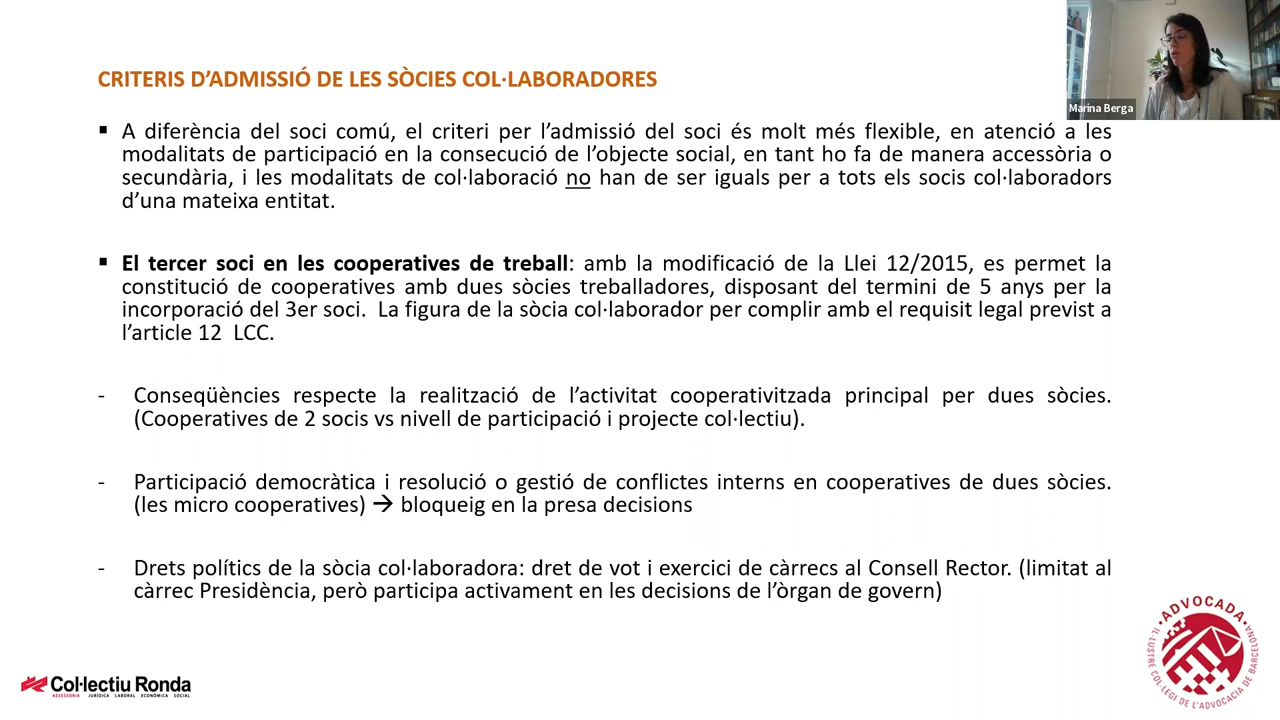 CRITERIS D'ADMISSIÓ DE LES SÒCIES COL·LABORADORES
Marina Berga
▪ A diferència del soci comú, el criteri per l'admissió del soci és molt més flexible, en atenció a les
modalitats de participació en la consecució de l'objecte social, en tant ho fa de manera accessòria o
secundària, i les modalitats de col·laboració no han de ser iguals per a tots els socis col·laboradors
d'una mateixa entitat.
▪ El tercer soci en les cooperatives de treball: amb la modificació de la Llei 12/2015, es permet la
constitució de cooperatives amb dues sòcies treballadores, disposant del termini de 5 anys per la
incorporació del 3er soci. La figura de la sòcia col·laborador per complir amb el requisit legal previst a
l'article 12 LCC.
- Conseqüències respecte la realització de l'activitat cooperativitzada principal per dues sòcies.
(Cooperatives de 2 socis vs nivell de participació i projecte col·lectiu).
- Participació democràtica i resolució o gestió de conflictes interns en cooperatives de dues sòcies.
(les micro cooperatives) → bloqueig en la presa decisions
- Drets polítics de la sòcia col·laboradora: dret de vot i exercici de càrrecs al Consell Rector. (limitat al
càrrec Presidència, però participa activament en les decisions de l'òrgan de govern)
Col·lectiu Ronda
ASSESSORIA JURÍDICA LABORAL ECONÒMICA SOCIAL
·ADVOCADA·
IL·LUSTRE COL·LEGI DE L'ADVOCACIA DE BARCELONA